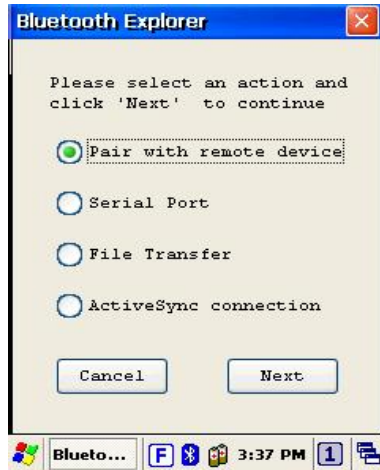 Bluetooth Explorer
Please select an action and
click 'Next' to continue
Pair with remote device
Serial Port
File Transfer
ActiveSync connection
Cancel
Next
Blueto...
F
3:37 PM
1